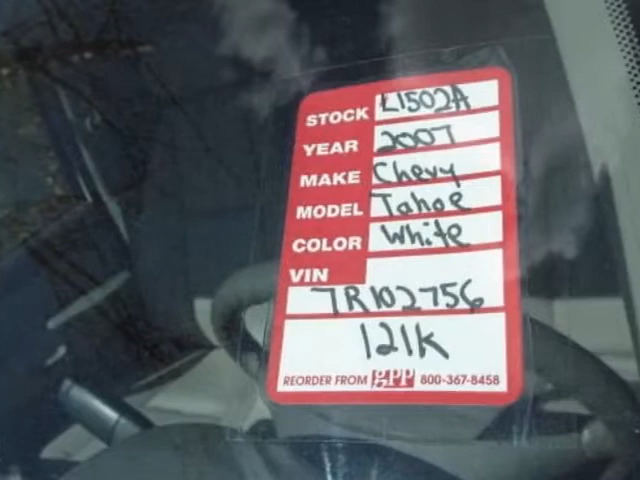 STOCK L1502A
YEAR 2007
MAKE Chevy
MODEL Tahoe
COLOR White
VIN
7R102756
121K
REORDER FROM gpp 800-367-8458